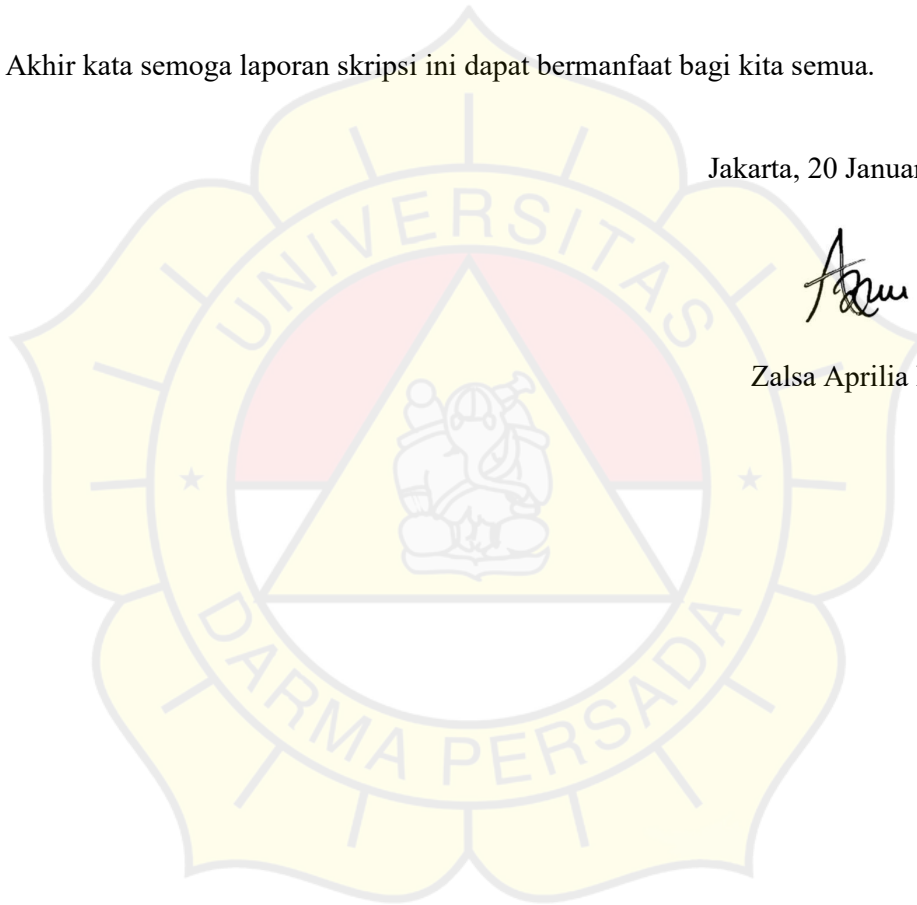 Akhir kata semoga laporan skripsi ini dapat bermanfaat bagi kita semua.
Jakarta, 20 Januar
Zalsa Aprilia
UNIVERSITAS
DARMA PERSADA